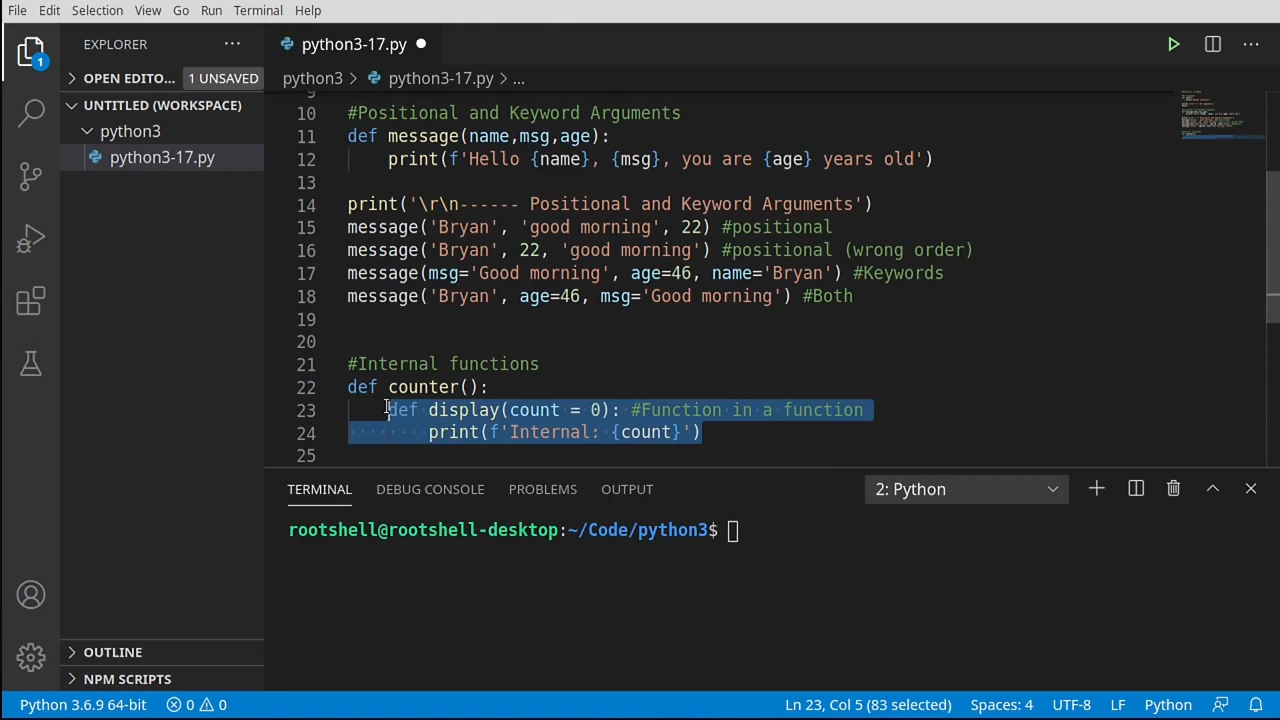 File Edit Selection View Go Run Terminal Help
EXPLORER ···
python3-17.py ●
1
OPEN EDITO... 1 UNSAVED
python3 > python3-17.py > ...
UNTITLED (WORKSPACE)
python3
python3-17.py
9
10 #Positional and Keyword Arguments
11 def message(name,msg,age):
12     print(f'Hello {name}, {msg}, you are {age} years old')
13
14 print('\r\n------ Positional and Keyword Arguments')
15 message('Bryan', 'good morning', 22) #positional
16 message('Bryan', 22, 'good morning') #positional (wrong order)
17 message(msg='Good morning', age=46, name='Bryan') #Keywords
18 message('Bryan', age=46, msg='Good morning') #Both
19
20
21 #Internal functions
22 def counter():
23     def display(count = 0): #Function in a function
24         print(f'Internal: {count}')
25
TERMINAL DEBUG CONSOLE PROBLEMS OUTPUT 2: Python
rootshell@rootshell-desktop:~/Code/python3$
OUTLINE
NPM SCRIPTS
Python 3.6.9 64-bit 0 0 Ln 23, Col 5 (83 selected) Spaces: 4 UTF-8 LF Python